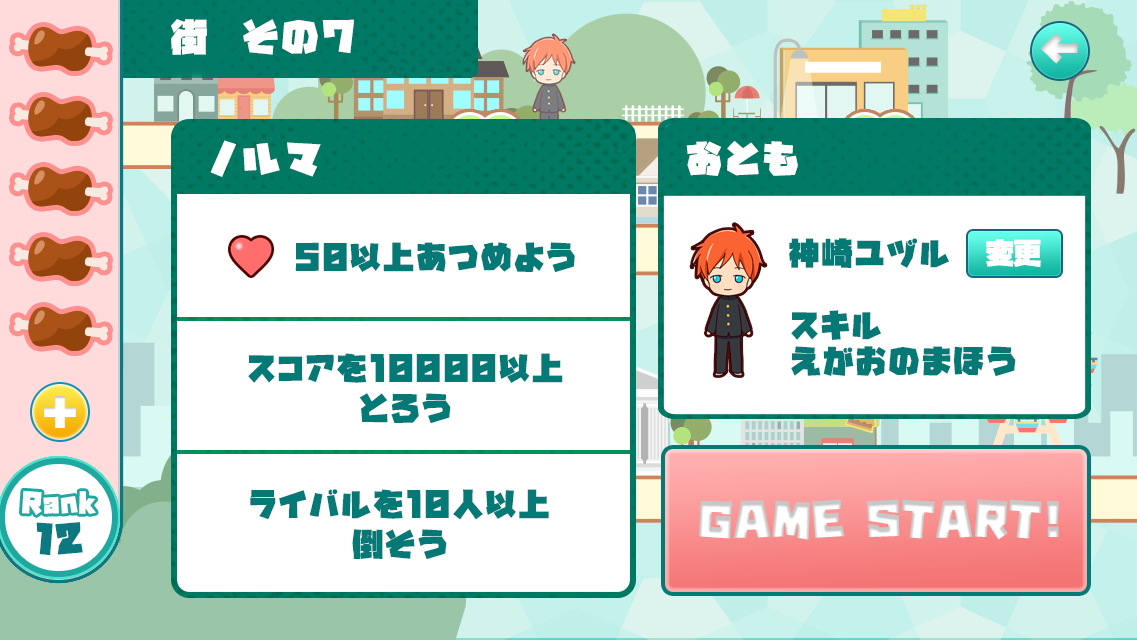 街 その7
ノルマ
50以上あつめよう
スコアを10000以上
とろう
ライバルを10人以上
倒そう
おとも
神崎ユヅル
変更
スキル
えがおのまほう
GAME START!
Rank
12